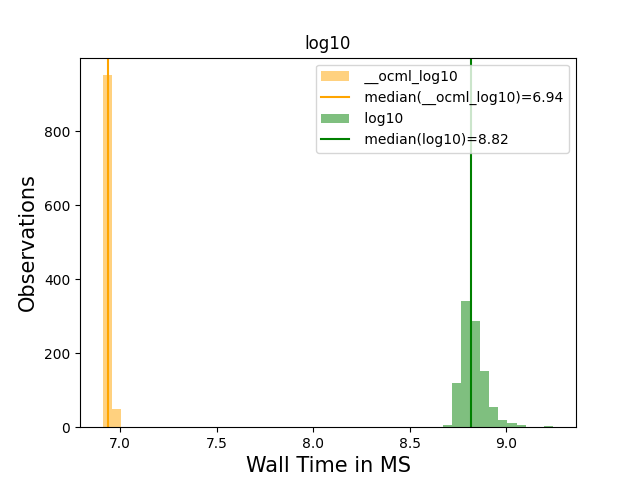 log10
__ocml_log10
median(__ocml_log10)=6.94
log10
median(log10)=8.82
Observations
800
600
400
200
0
7.0 7.5 8.0 8.5 9.0
Wall Time in MS